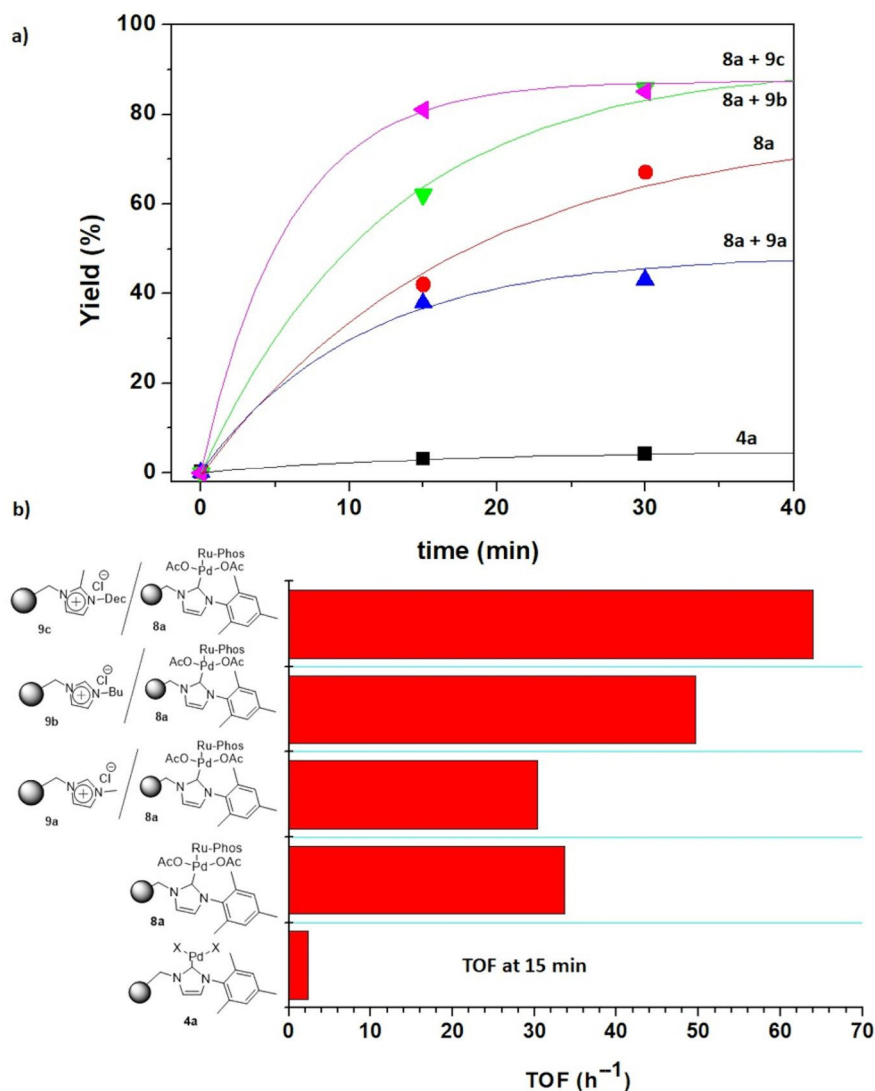 a)
100
80
60
40
20
0
Yield (%)
8a + 9c
8a + 9b
8a
8a + 9a
4a
0 10 20 30 40
time (min)
b)
Cl ⊖
N N-Dec
⊕
9c
Ru-Phos
AcO-Pd-OAc
N N
8a
Cl ⊖
N N-Bu
⊕
9b
Ru-Phos
AcO-Pd-OAc
N N
8a
Cl ⊖
N N
⊕
9a
Ru-Phos
AcO-Pd-OAc
N N
8a
Ru-Phos
AcO-Pd-OAc
N N
8a
X Pd X
N N
4a
TOF at 15 min
0 10 20 30 40 50 60 70
TOF (h⁻¹)